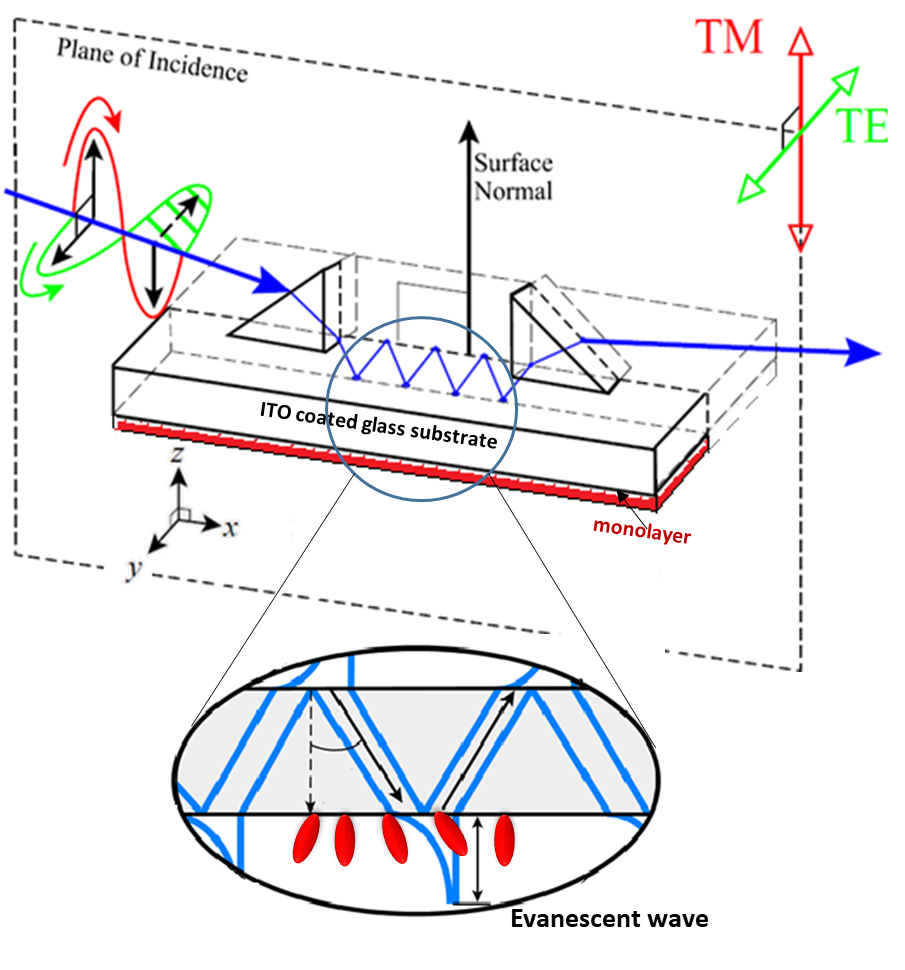 Plane of Incidence
TM
TE
Surface
Normal
ITO coated glass substrate
monolayer
z
x
y
Evanescent wave